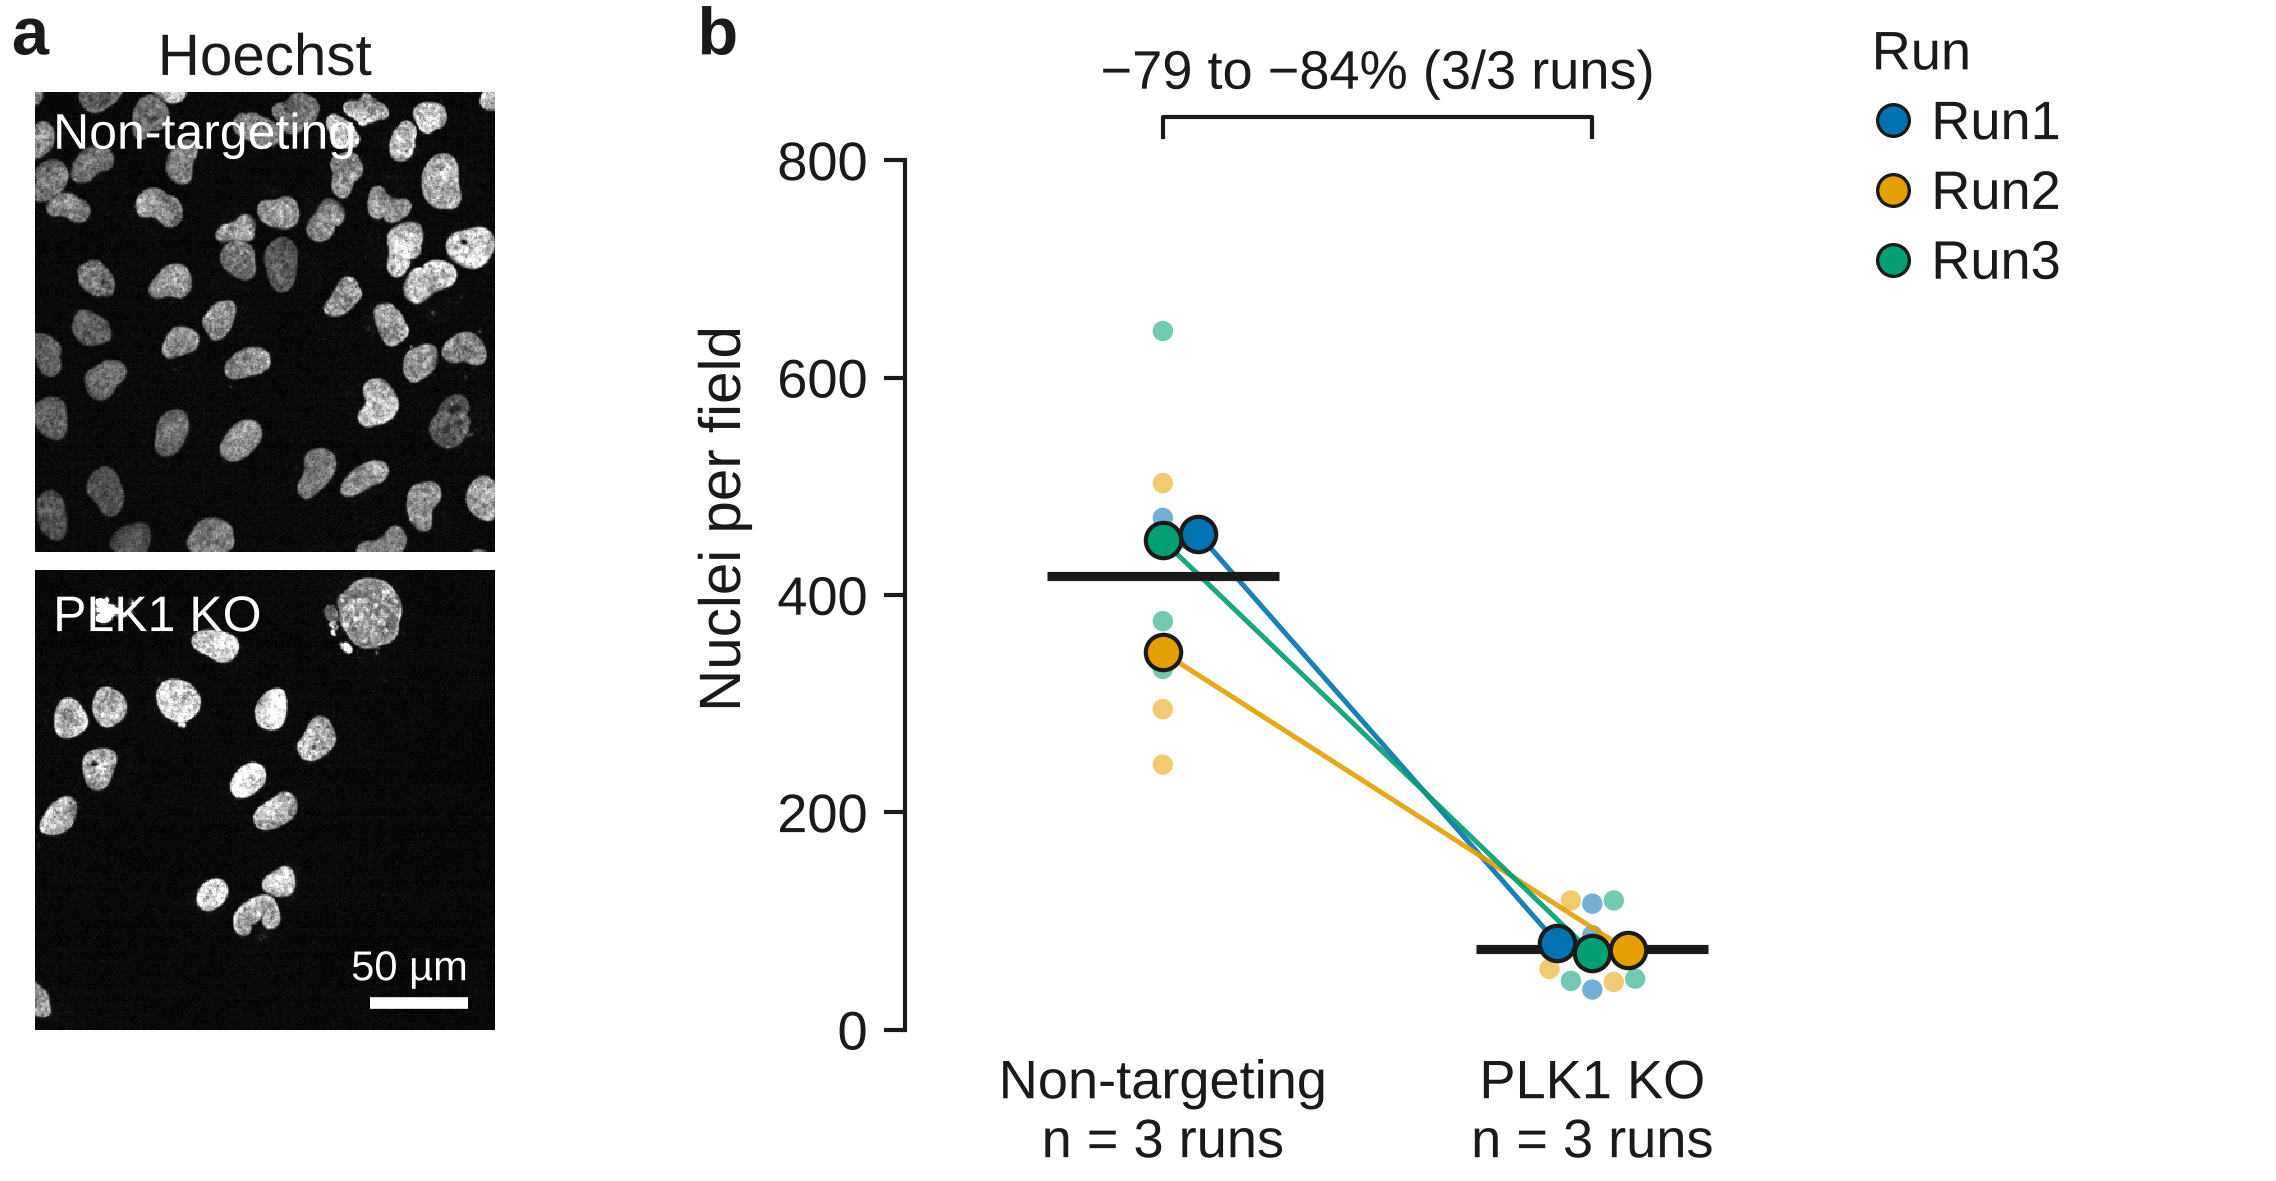 a
Hoechst
Non-targeting
PLK1 KO
50 µm
b
−79 to −84% (3/3 runs)
800
600
400
200
0
Nuclei per field
Non-targeting
n = 3 runs
PLK1 KO
n = 3 runs
Run
Run1
Run2
Run3